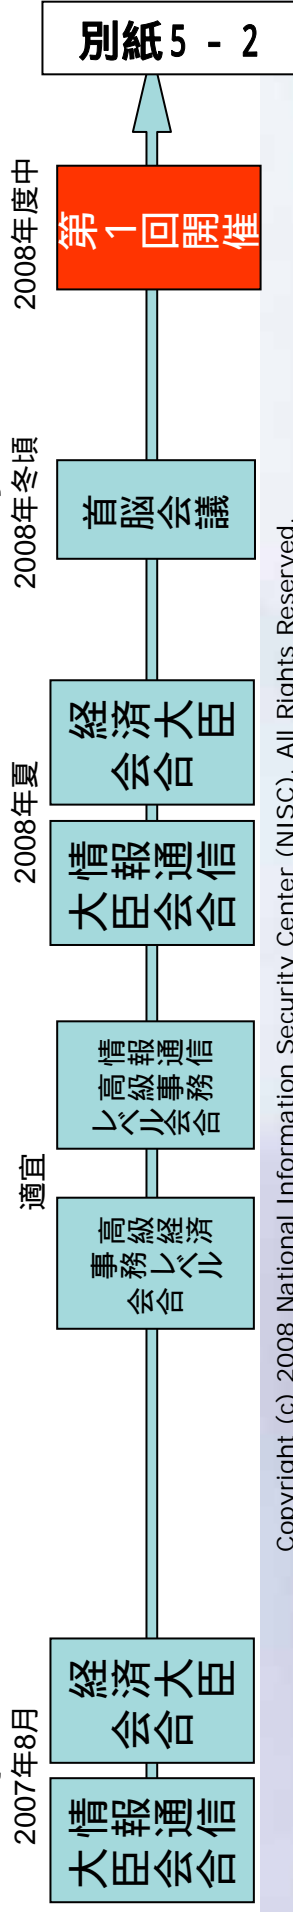 別紙5－2
2007年8月
情報通信
大臣会合
経済大臣
会合
適宜
高級経済
事務レベル
会合
情報通信
高級事務
レベル会合
2008年夏
情報通信
大臣会合
経済大臣
会合
2008年冬頃
首脳会議
2008年度中
第1回開催
Copyright (c) 2008 National Information Security Center (NISC). All Rights Reserved.